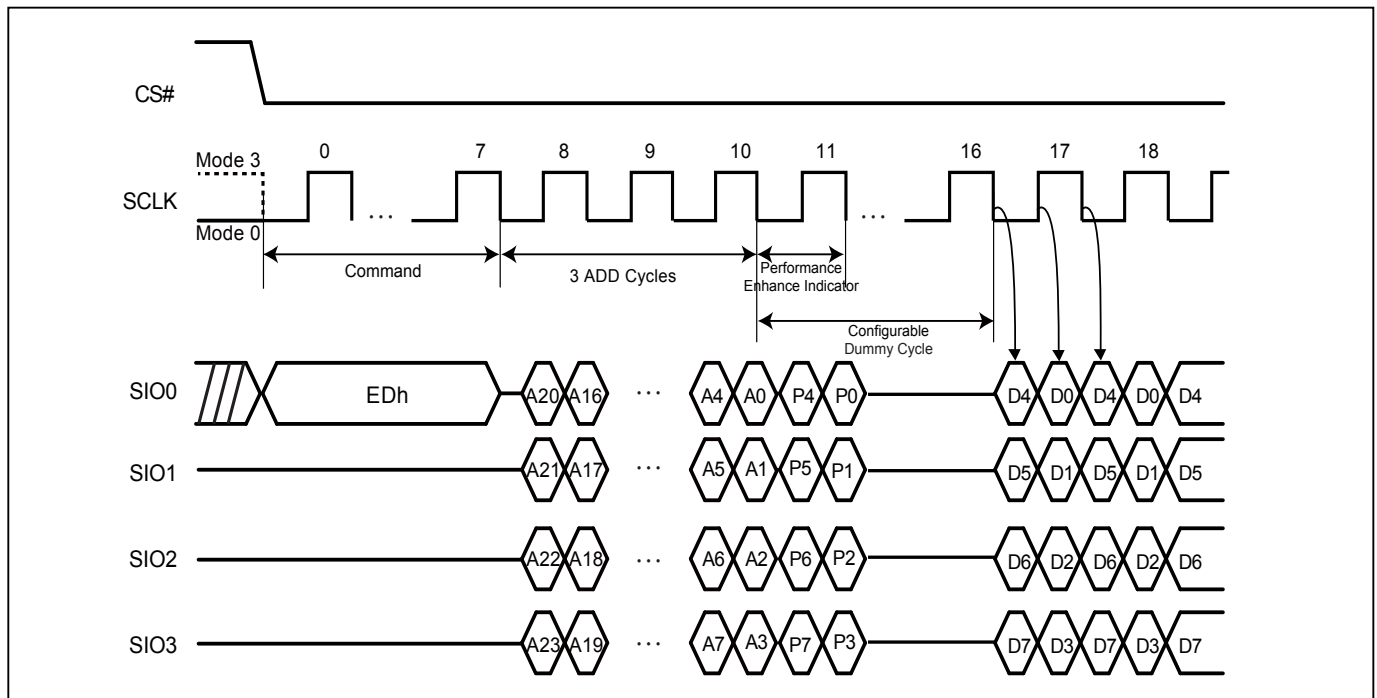 CS#
Mode 3
0 7 8 9 10 11 16 17 18
SCLK
... ...
Mode 0
Command
3 ADD Cycles
Performance
Enhance Indicator
Configurable
Dummy Cycle
SIO0 EDh A20 A16 ... A4 A0 P4 P0 D4 D0 D4 D0 D4
SIO1 A21 A17 ... A5 A1 P5 P1 D5 D1 D5 D1 D5
SIO2 A22 A18 ... A6 A2 P6 P2 D6 D2 D6 D2 D6
SIO3 A23 A19 ... A7 A3 P7 P3 D7 D3 D7 D3 D7